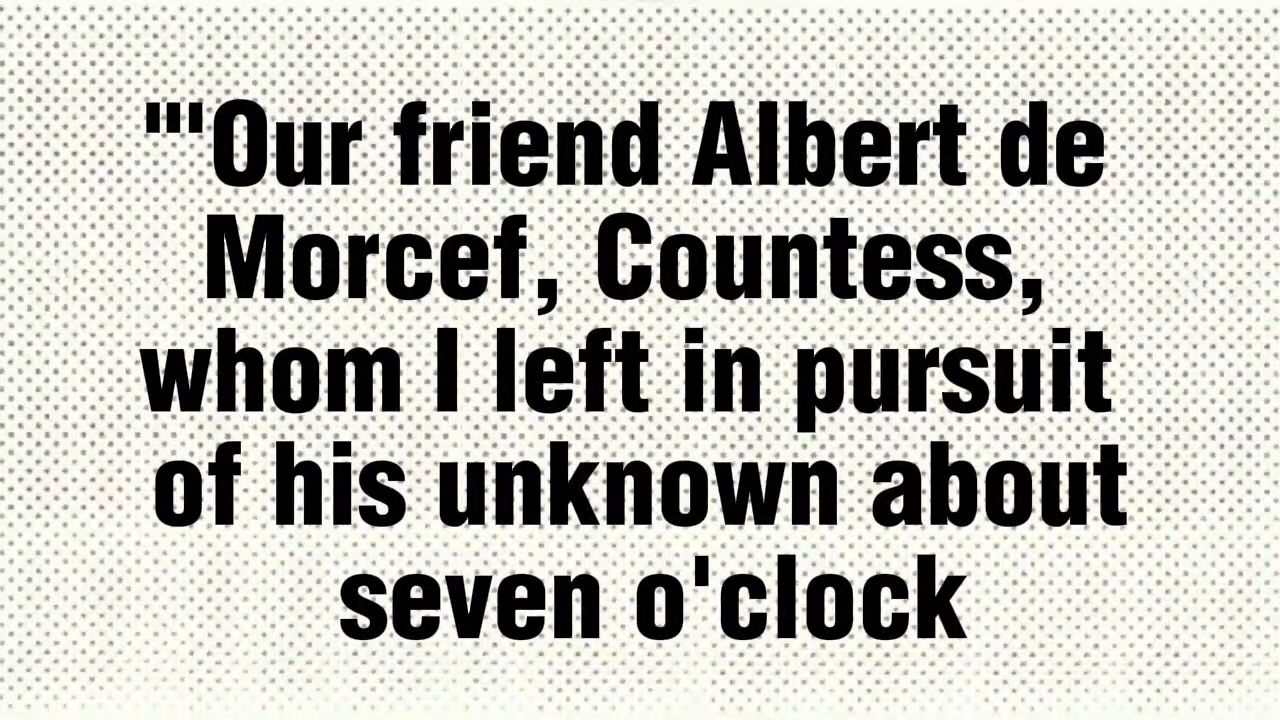 "'Our friend Albert de
Morcef, Countess,
whom I left in pursuit
of his unknown about
seven o'clock